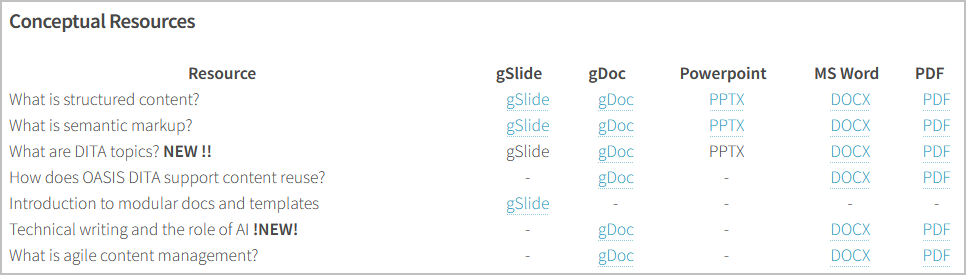 Conceptual Resources
Resource gSlide gDoc Powerpoint MS Word PDF
What is structured content? gSlide gDoc PPTX DOCX PDF
What is semantic markup? gSlide gDoc PPTX DOCX PDF
What are DITA topics? NEW !! gSlide gDoc PPTX DOCX PDF
How does OASIS DITA support content reuse? - gDoc - DOCX PDF
Introduction to modular docs and templates gSlide - - - -
Technical writing and the role of AI !NEW! - gDoc - DOCX PDF
What is agile content management? - gDoc - DOCX PDF